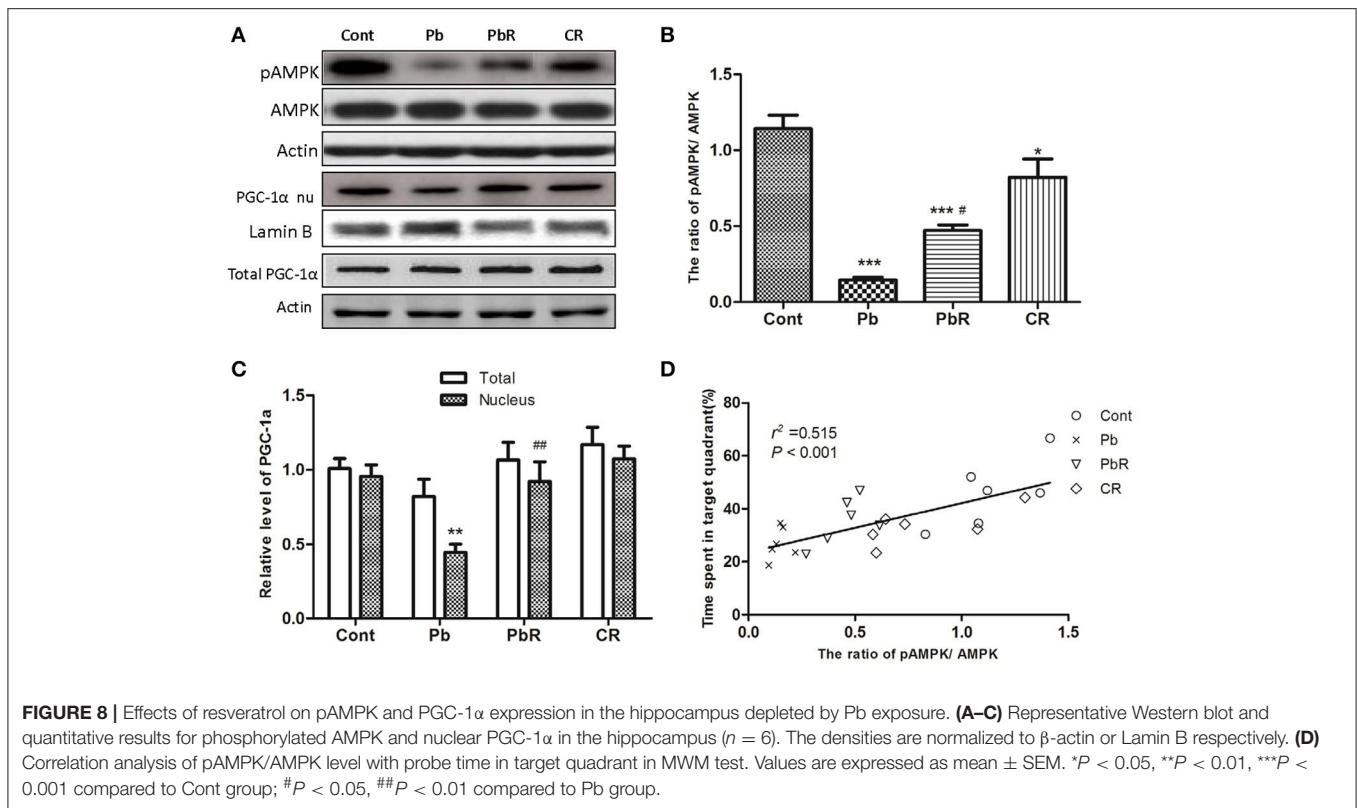 A
Cont Pb PbR CR
pAMPK
AMPK
Actin
PGC-1α nu
Lamin B
Total PGC-1α
Actin
B
The ratio of pAMPK/ AMPK
1.5
1.0
0.5
0.0
***
*** #
*
Cont Pb PbR CR
C
Total
Nucleus
Relative level of PGC-1a
1.5
1.0
0.5
0.0
**
##
Cont Pb PbR CR
D
Time spent in target quadrant(%)
80
60
40
20
0
r² =0.515
P < 0.001
Cont
Pb
PbR
CR
0.0 0.5 1.0 1.5
The ratio of pAMPK/ AMPK
FIGURE 8 | Effects of resveratrol on pAMPK and PGC-1α expression in the hippocampus depleted by Pb exposure. (A–C) Representative Western blot and
quantitative results for phosphorylated AMPK and nuclear PGC-1α in the hippocampus (n = 6). The densities are normalized to β-actin or Lamin B respectively. (D)
Correlation analysis of pAMPK/AMPK level with probe time in target quadrant in MWM test. Values are expressed as mean ± SEM. *P < 0.05, **P < 0.01, ***P <
0.001 compared to Cont group; #P < 0.05, ##P < 0.01 compared to Pb group.